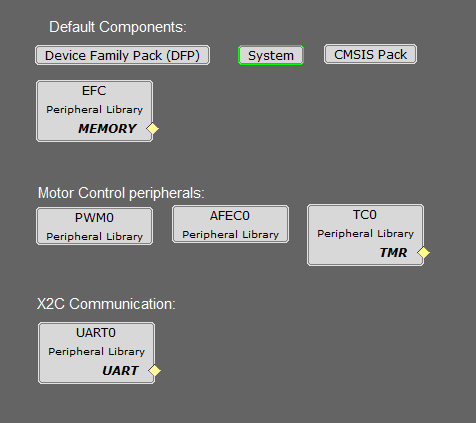 Default Components:
Device Family Pack (DFP)
System
CMSIS Pack
EFC
Peripheral Library
MEMORY
Motor Control peripherals:
PWM0
Peripheral Library
AFEC0
Peripheral Library
TC0
Peripheral Library
TMR
X2C Communication:
UART0
Peripheral Library
UART